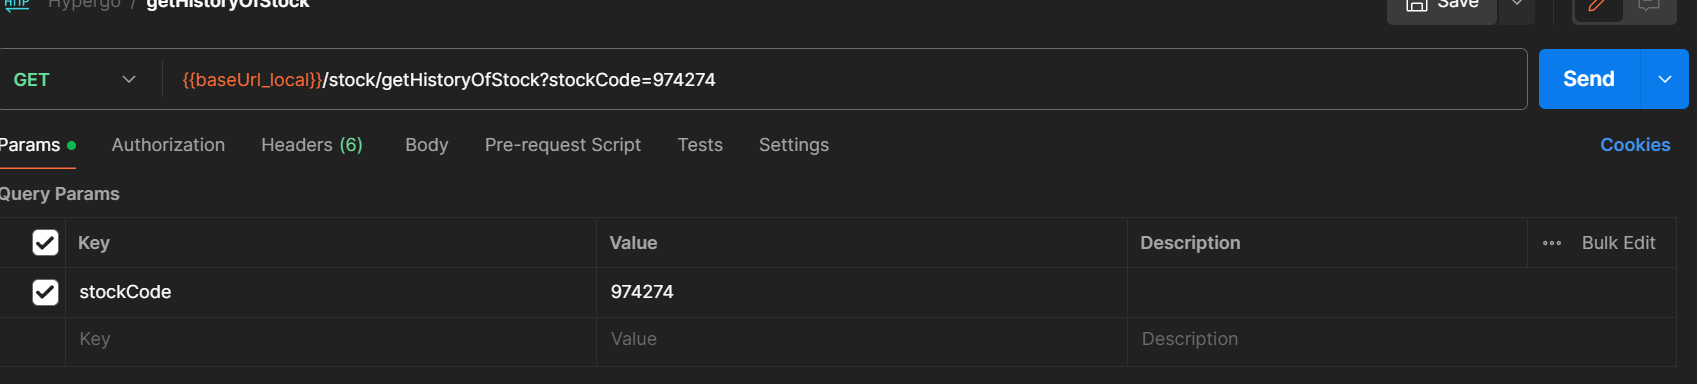 HTTP Hypergo / getHistoryOfStock Save
GET {{baseUrl_local}}/stock/getHistoryOfStock?stockCode=974274 Send
Params Authorization Headers (6) Body Pre-request Script Tests Settings Cookies
Query Params
Key Value Description ••• Bulk Edit
stockCode 974274
Key Value Description